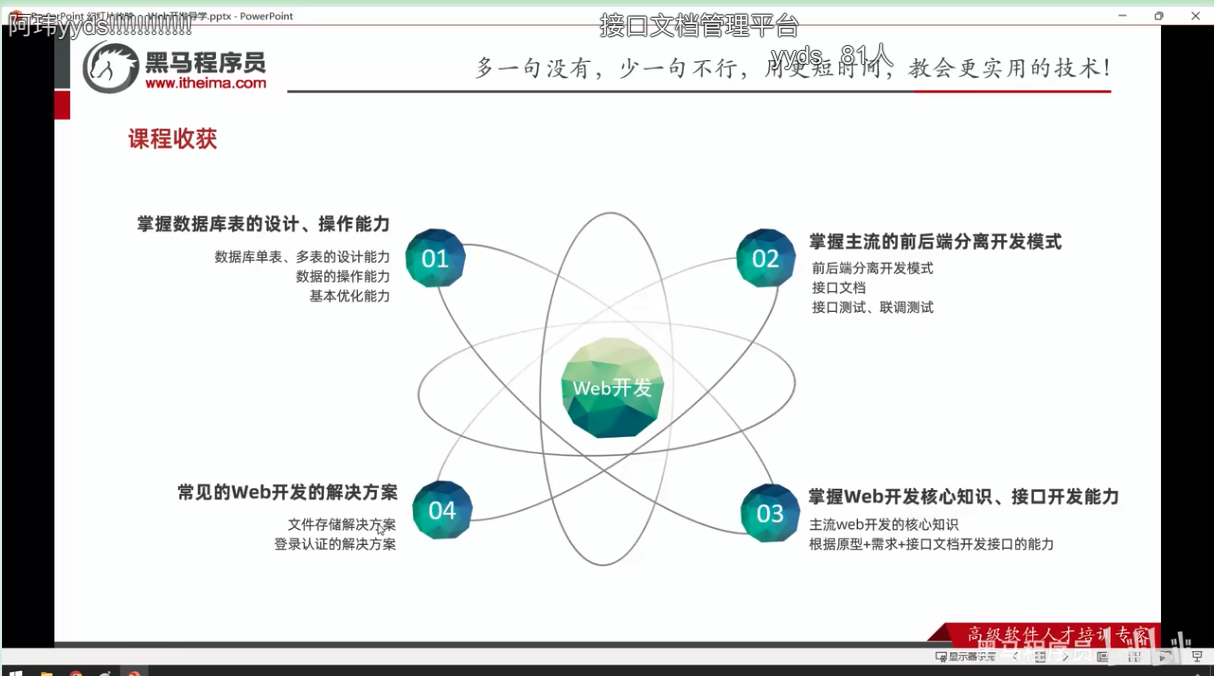 Web开发导学.pptx - PowerPoint
阿玮yyds!!!!!!!!!!!!
接口文档管理平台
yyds，81人
黑马程序员
www.itheima.com
多一句没有，少一句不行，用更短时间，教会更实用的技术！
课程收获
掌握数据库表的设计、操作能力
数据库单表、多表的设计能力
数据的操作能力
基本优化能力
01
02
掌握主流的前后端分离开发模式
前后端分离开发模式
接口文档
接口测试、联调测试
Web开发
常见的Web开发的解决方案
文件存储解决方案
登录认证的解决方案
04
03
掌握Web开发核心知识、接口开发能力
主流web开发的核心知识
根据原型+需求+接口文档开发接口的能力
高级软件人才培训专家
黑马程序员
显示器